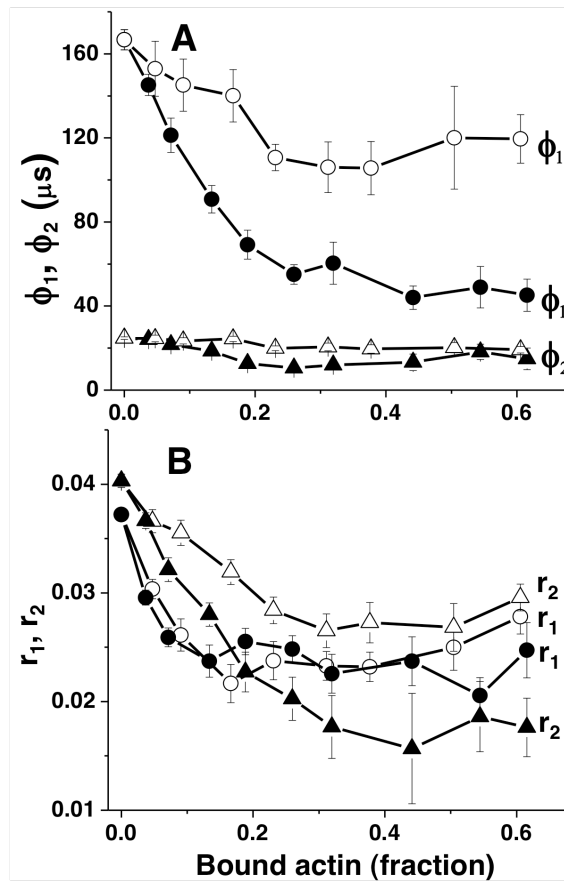 A
160
120
80
40
0
ϕ₁, ϕ₂ (μs)
ϕ₁
ϕ₁
ϕ₂
0.0 0.2 0.4 0.6
B
0.04
0.03
0.02
0.01
r₁, r₂
r₂
r₁
r₁
r₂
0.0 0.2 0.4 0.6
Bound actin (fraction)